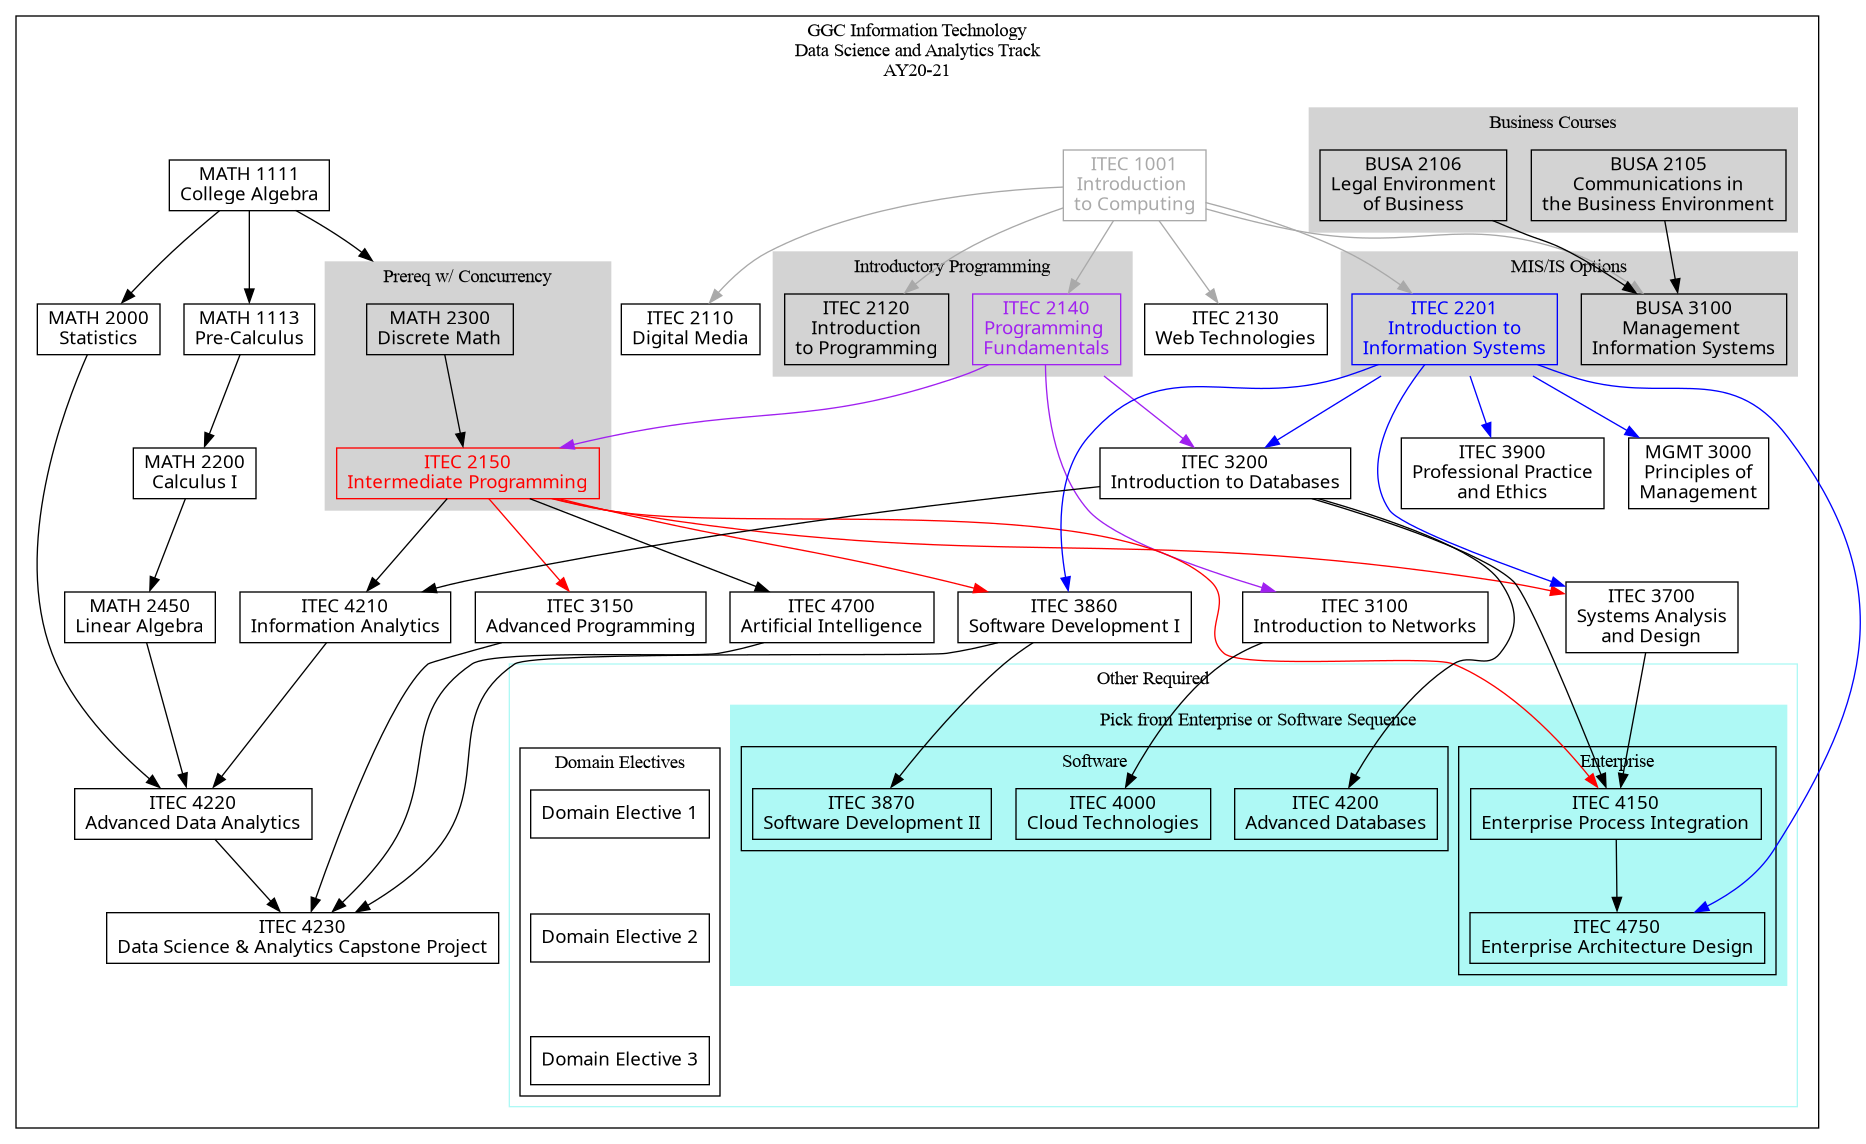 GGC Information Technology
Data Science and Analytics Track
AY20-21
Business Courses
MATH 1111
College Algebra
ITEC 1001
Introduction
to Computing
BUSA 2106
Legal Environment
of Business
BUSA 2105
Communications in
the Business Environment
Prereq w/ Concurrency
Introductory Programming
MIS/IS Options
MATH 2000
Statistics
MATH 1113
Pre-Calculus
MATH 2300
Discrete Math
ITEC 2110
Digital Media
ITEC 2120
Introduction
to Programming
ITEC 2140
Programming
Fundamentals
ITEC 2130
Web Technologies
ITEC 2201
Introduction to
Information Systems
BUSA 3100
Management
Information Systems
MATH 2200
Calculus I
ITEC 2150
Intermediate Programming
ITEC 3200
Introduction to Databases
ITEC 3900
Professional Practice
and Ethics
MGMT 3000
Principles of
Management
MATH 2450
Linear Algebra
ITEC 4210
Information Analytics
ITEC 3150
Advanced Programming
ITEC 4700
Artificial Intelligence
ITEC 3860
Software Development I
ITEC 3100
Introduction to Networks
ITEC 3700
Systems Analysis
and Design
Other Required
Pick from Enterprise or Software Sequence
Domain Electives
Software
Enterprise
ITEC 4220
Advanced Data Analytics
Domain Elective 1
ITEC 3870
Software Development II
ITEC 4000
Cloud Technologies
ITEC 4200
Advanced Databases
ITEC 4150
Enterprise Process Integration
ITEC 4230
Data Science & Analytics Capstone Project
Domain Elective 2
ITEC 4750
Enterprise Architecture Design
Domain Elective 3